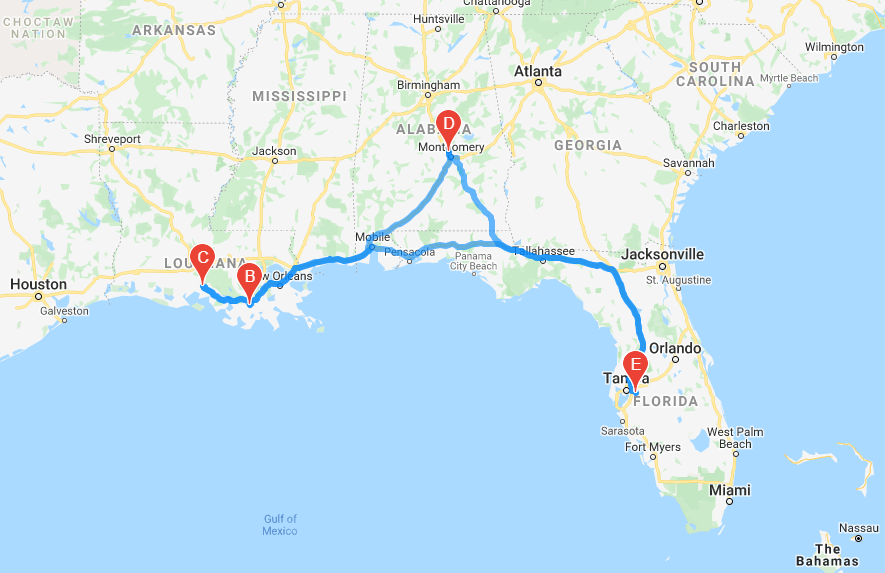 Chattanooga
Huntsville
CHOCTAW
NATION
ARKANSAS
Wilmington
Atlanta
SOUTH
CAROLINA
Myrtle Beach
Birmingham
MISSISSIPPI
D
ALABAMA
Charleston
Shreveport
Jackson
Montgomery
GEORGIA
Savannah
Mobile
Pensacola
Tallahassee
Panama
City Beach
Jacksonville
C
LOUISIANA
B
New Orleans
St. Augustine
Houston
Galveston
Orlando
E
Tampa
FLORIDA
Sarasota
West Palm
Beach
Fort Myers
Miami
Gulf of
Mexico
Nassau
The
Bahamas